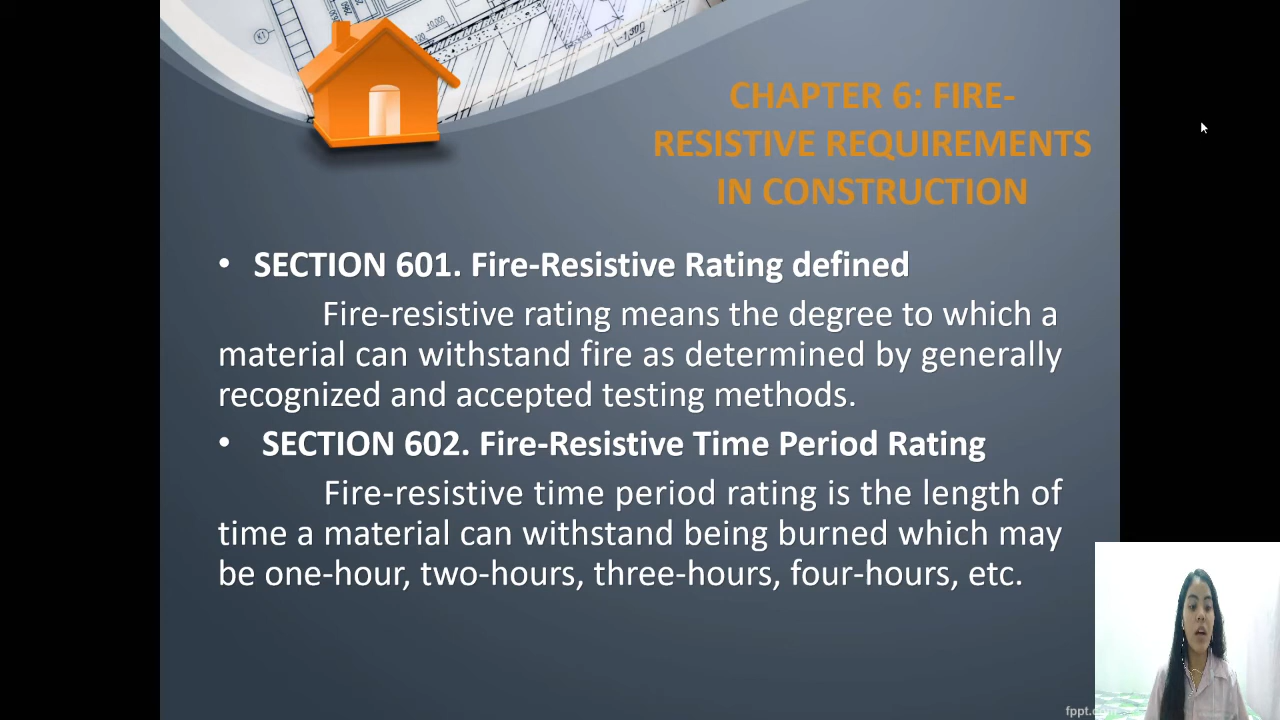 CHAPTER 6: FIRE-
RESISTIVE REQUIREMENTS
IN CONSTRUCTION
• SECTION 601. Fire-Resistive Rating defined
Fire-resistive rating means the degree to which a
material can withstand fire as determined by generally
recognized and accepted testing methods.
• SECTION 602. Fire-Resistive Time Period Rating
Fire-resistive time period rating is the length of
time a material can withstand being burned which may
be one-hour, two-hours, three-hours, four-hours, etc.